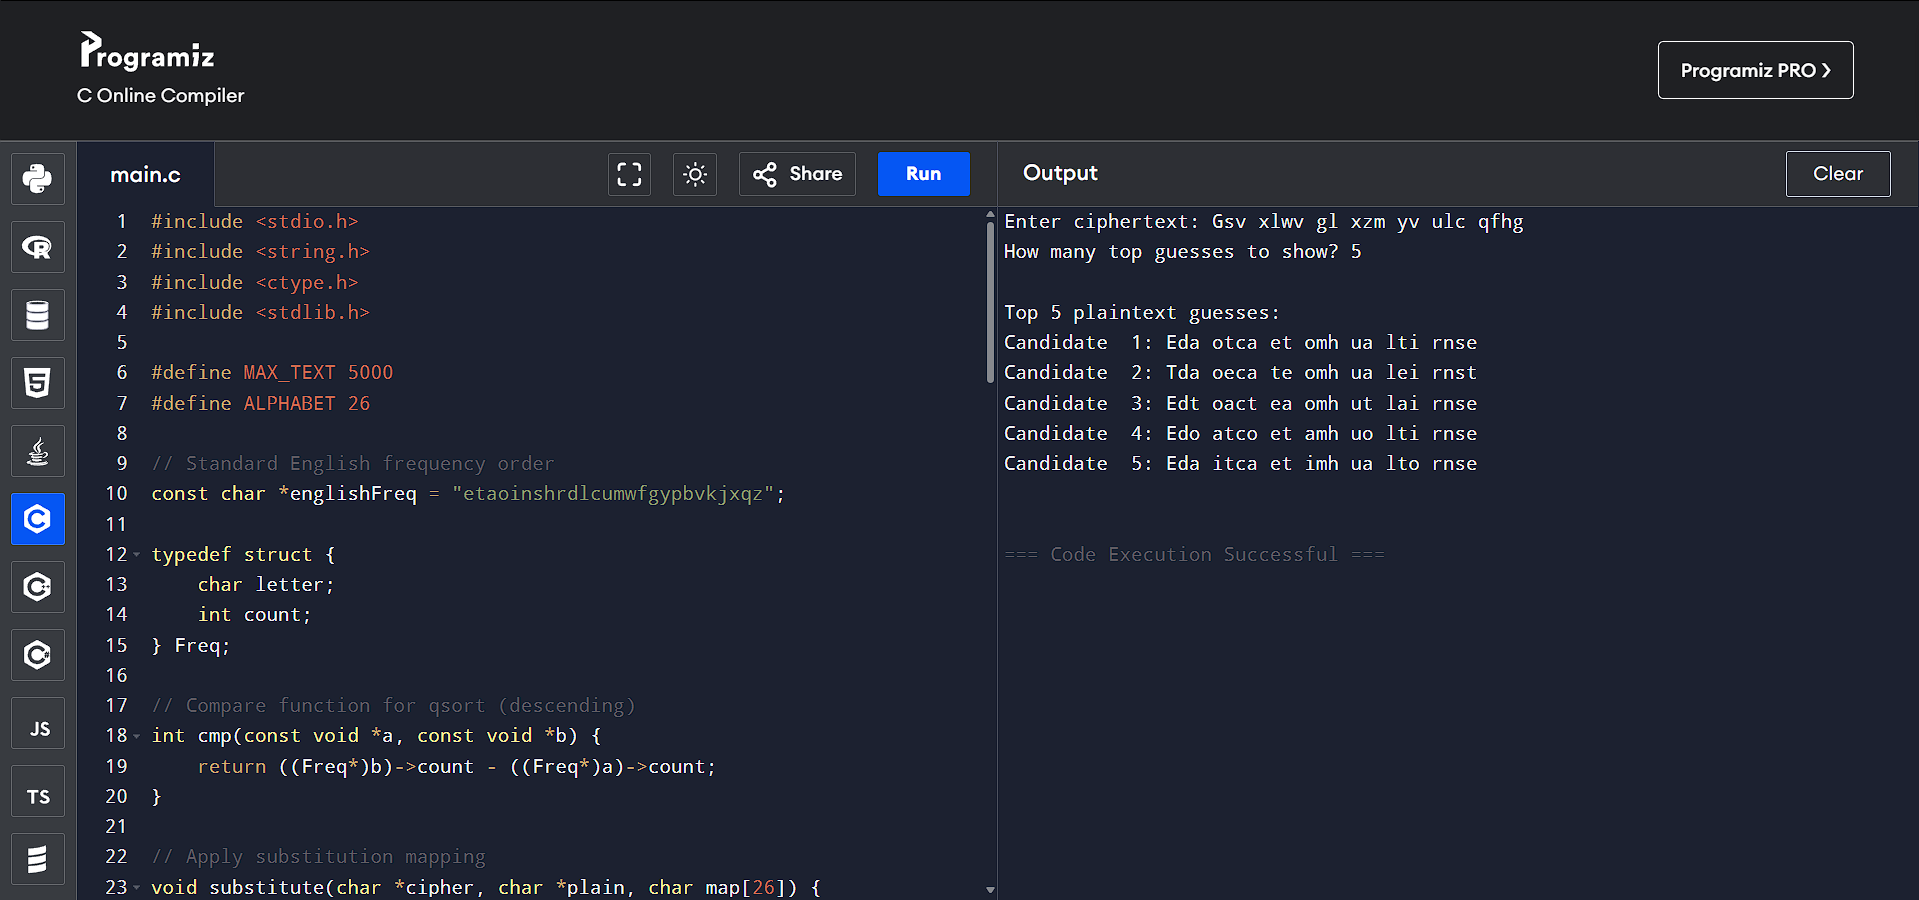 Programiz
C Online Compiler
Programiz PRO ❯
main.c
Share
Run
Output
Clear
1 #include <stdio.h>
2 #include <string.h>
3 #include <ctype.h>
4 #include <stdlib.h>
5
6 #define MAX_TEXT 5000
7 #define ALPHABET 26
8
9 // Standard English frequency order
10 const char *englishFreq = "etaoinshrdlcumwfgypbvkjxqz";
11
12 typedef struct {
13     char letter;
14     int count;
15 } Freq;
16
17 // Compare function for qsort (descending)
18 int cmp(const void *a, const void *b) {
19     return ((Freq*)b)->count - ((Freq*)a)->count;
20 }
21
22 // Apply substitution mapping
23 void substitute(char *cipher, char *plain, char map[26]) {
Enter ciphertext: Gsv xlwv gl xzm yv ulc qfhg
How many top guesses to show? 5
Top 5 plaintext guesses:
Candidate  1: Eda otca et omh ua lti rnse
Candidate  2: Tda oeca te omh ua lei rnst
Candidate  3: Edt oact ea omh ut lai rnse
Candidate  4: Edo atco et amh uo lti rnse
Candidate  5: Eda itca et imh ua lto rnse
=== Code Execution Successful ===
R
5
C
C
C#
JS
TS